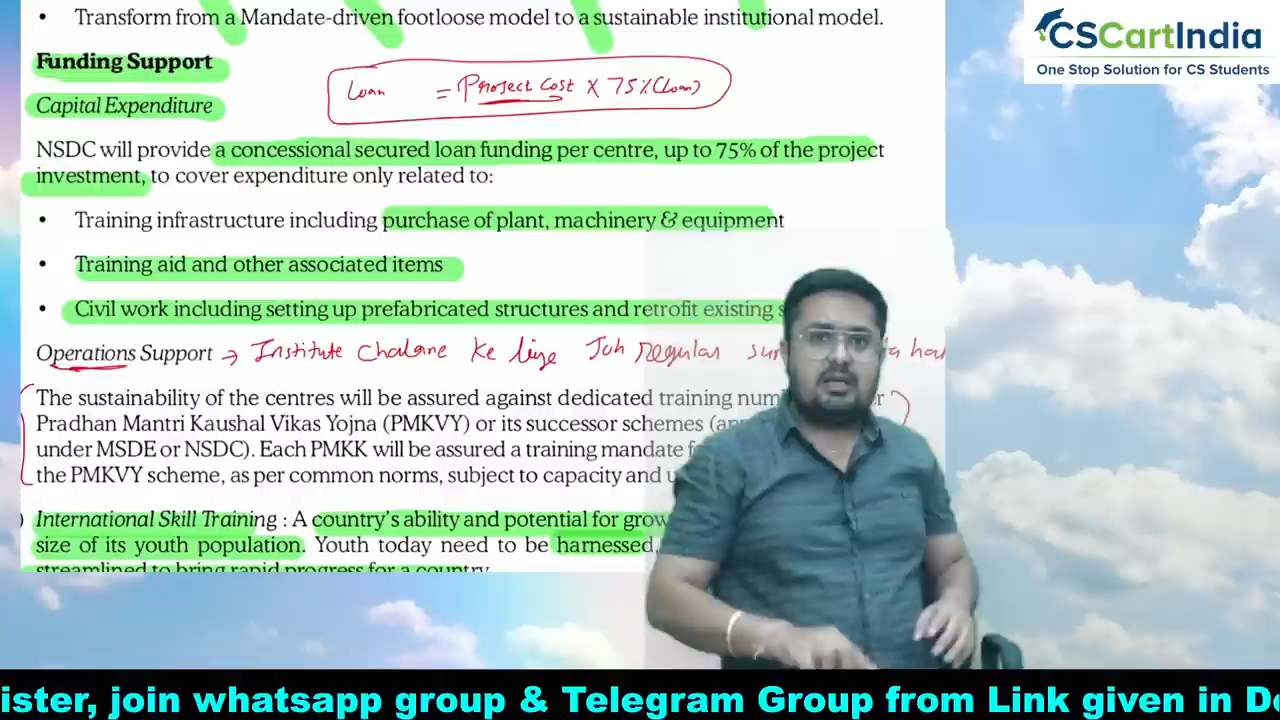 • Transform from a Mandate-driven footloose model to a sustainable institutional model.
CSCartIndia
One Stop Solution for CS Students
Funding Support
Loan = Project Cost X 75% (Loan)
Capital Expenditure
NSDC will provide a concessional secured loan funding per centre, up to 75% of the project
investment, to cover expenditure only related to:
• Training infrastructure including purchase of plant, machinery & equipment
• Training aid and other associated items
• Civil work including setting up prefabricated structures and retrofit existing
Operations Support → Institute Chalane Ke liye Joh Regular
The sustainability of the centres will be assured against dedicated training
Pradhan Mantri Kaushal Vikas Yojna (PMKVY) or its successor schemes
under MSDE or NSDC). Each PMKK will be assured a training mandate
the PMKVY scheme, as per common norms, subject to capacity and
) International Skill Training : A country's ability and potential for
size of its youth population. Youth today need to be harnessed,
streamlined to bring rapid progress for a country
ister, join whatsapp group & Telegram Group from Link given in